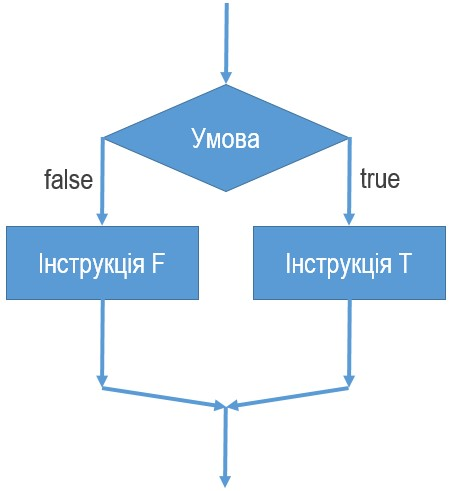 Умова
false
true
Інструкція F
Інструкція T